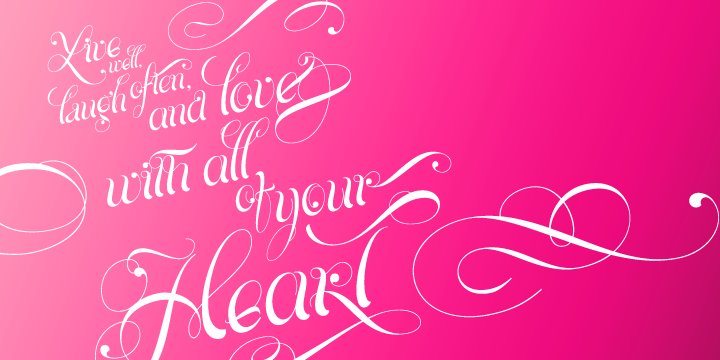 Live well,
laugh often,
and love
with all
of your
Heart